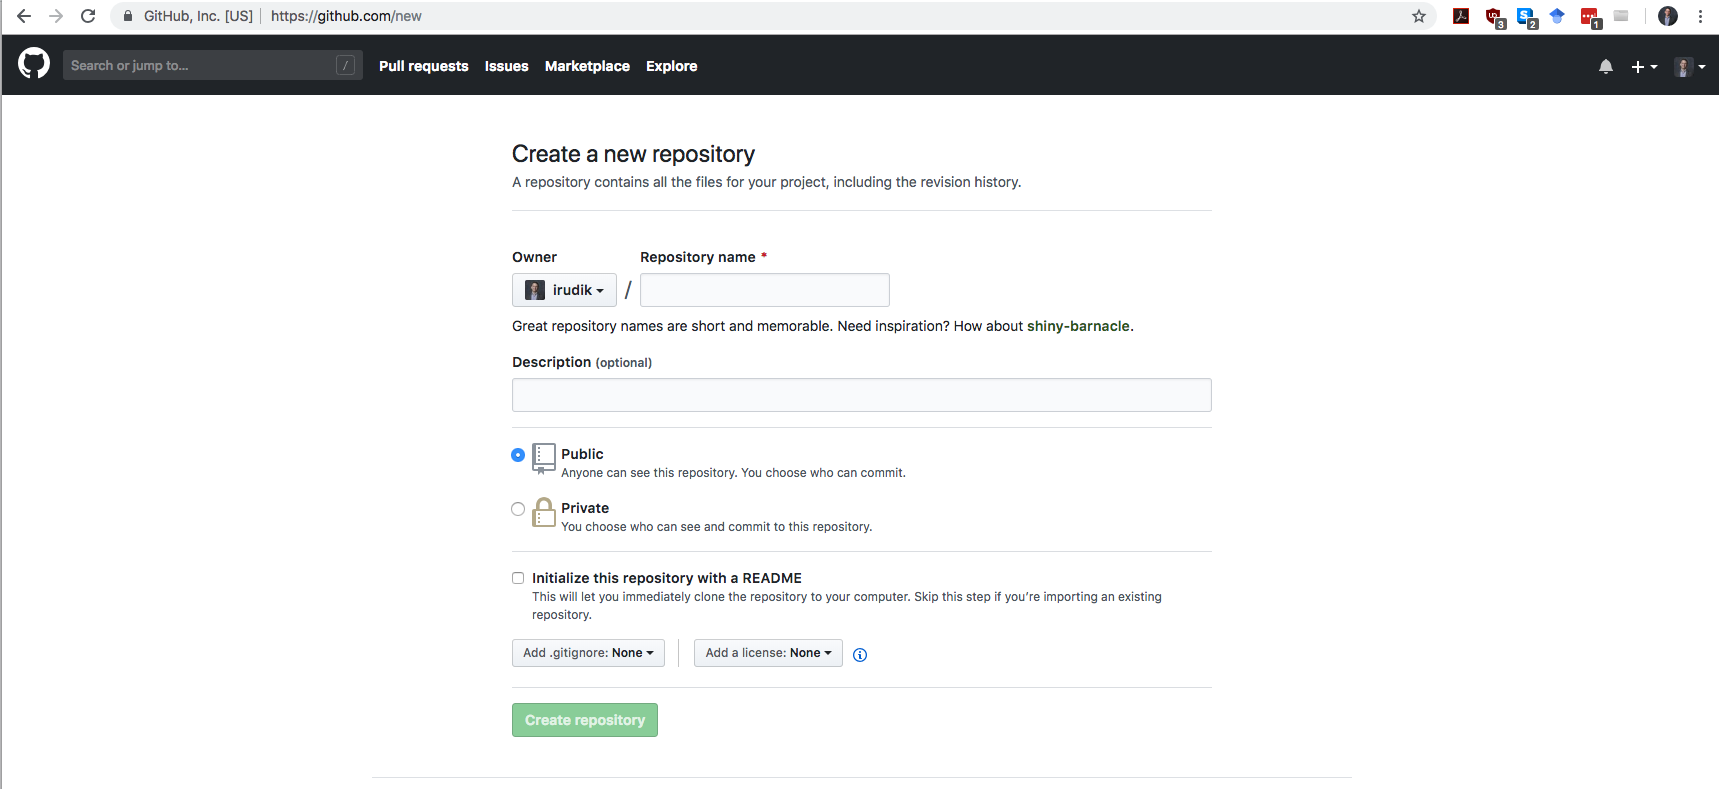 GitHub, Inc. [US] https://github.com/new
3 2 1
Search or jump to... / Pull requests Issues Marketplace Explore
Create a new repository
A repository contains all the files for your project, including the revision history.
Owner Repository name *
irudik /
Great repository names are short and memorable. Need inspiration? How about shiny-barnacle.
Description (optional)
Public
Anyone can see this repository. You choose who can commit.
Private
You choose who can see and commit to this repository.
Initialize this repository with a README
This will let you immediately clone the repository to your computer. Skip this step if you’re importing an existing
repository.
Add .gitignore: None Add a license: None
Create repository